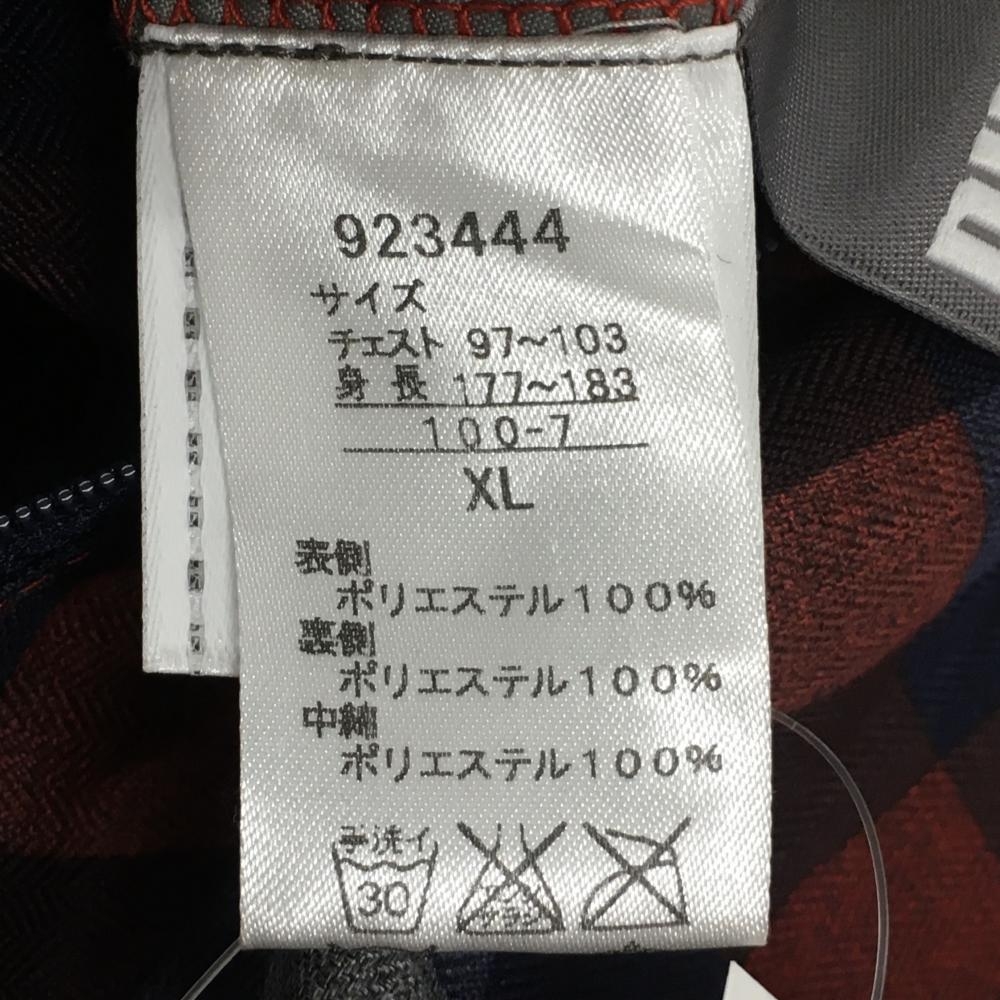 923444
サイズ
チェスト 97~103
身長 177~183
100-7
XL
表側
ポリエステル100%
裏側
ポリエステル100%
中綿
ポリエステル100%
手洗イ
30